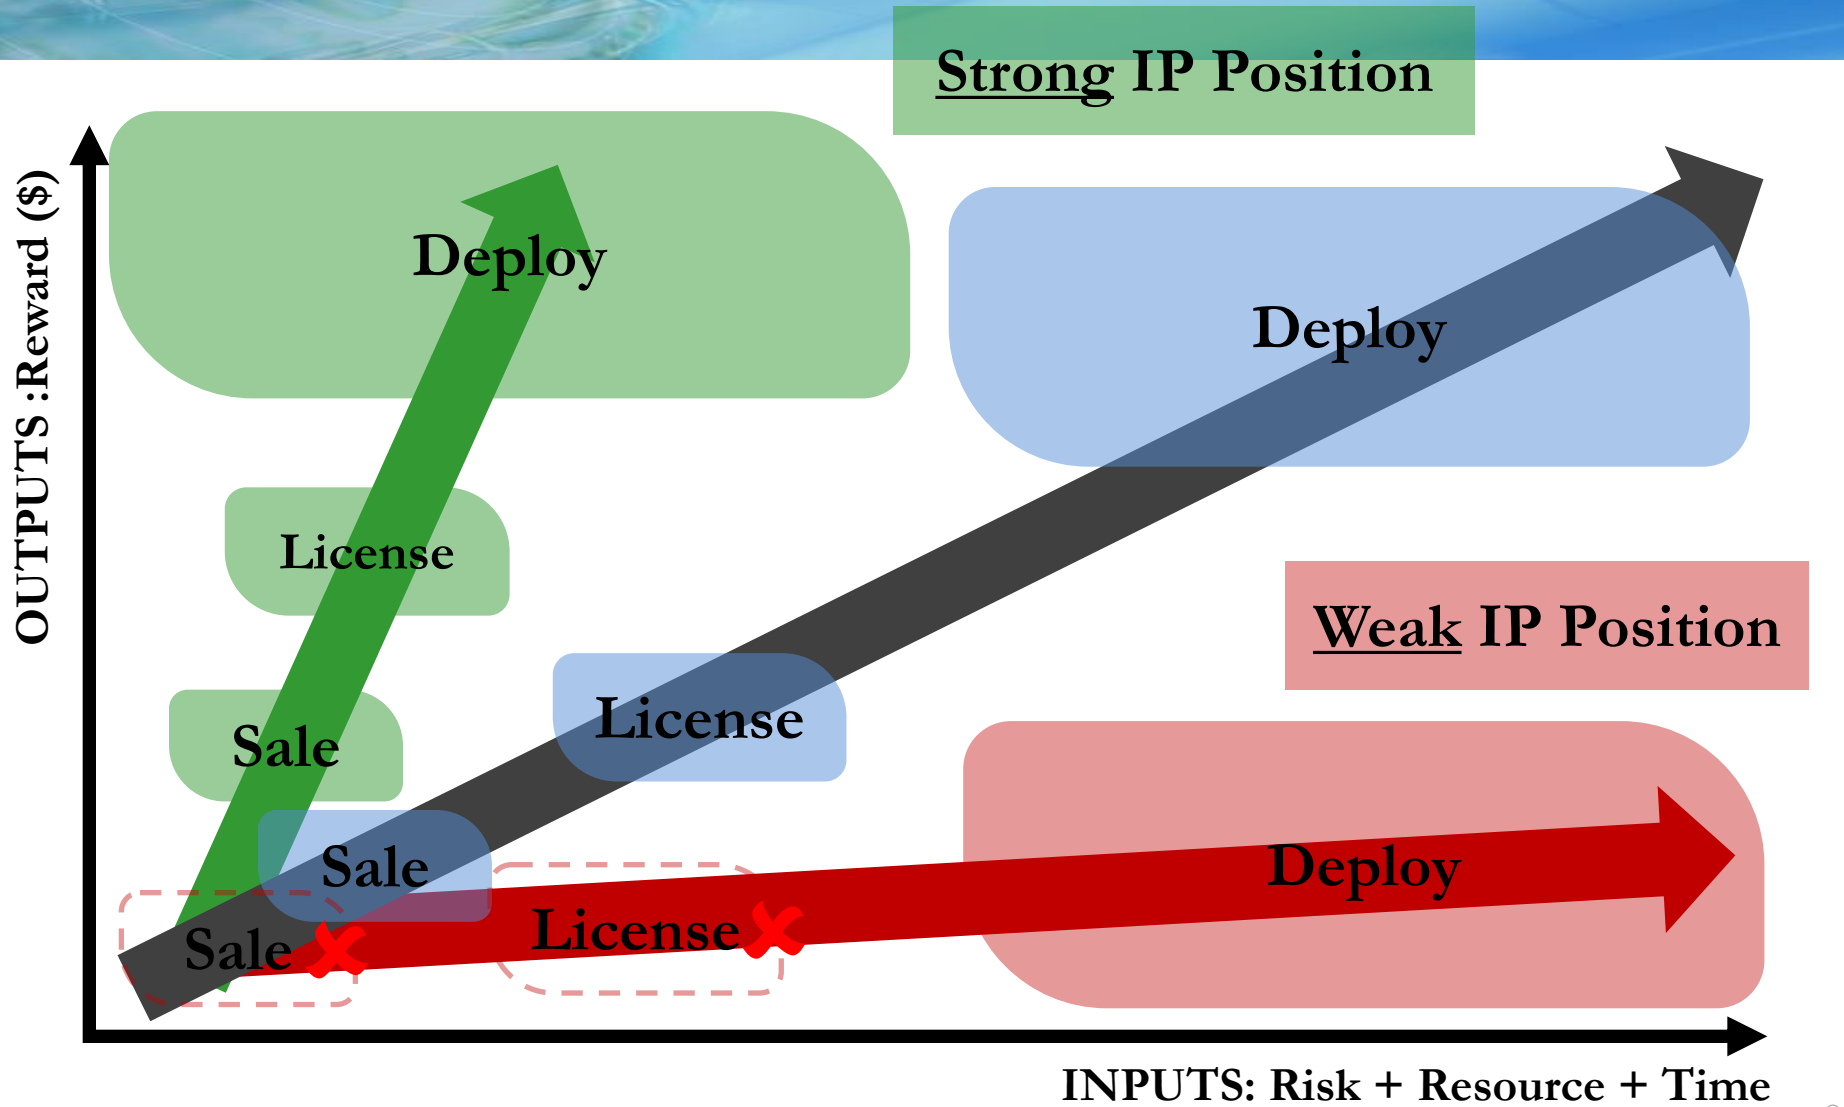 Strong IP Position
OUTPUTS :Reward ($)
Deploy
Deploy
License
Weak IP Position
License
Sale
Sale
Deploy
License
Sale
INPUTS: Risk + Resource + Time